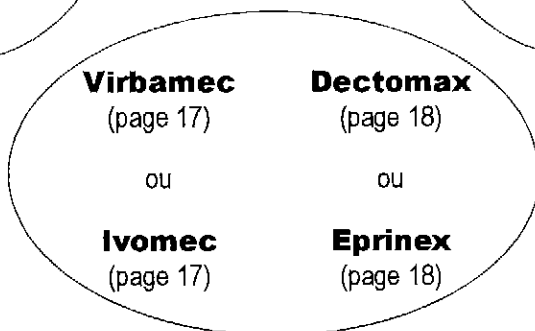 Virbamec Dectomax
(page 17) (page 18)
ou ou
Ivomec Eprinex
(page 17) (page 18)